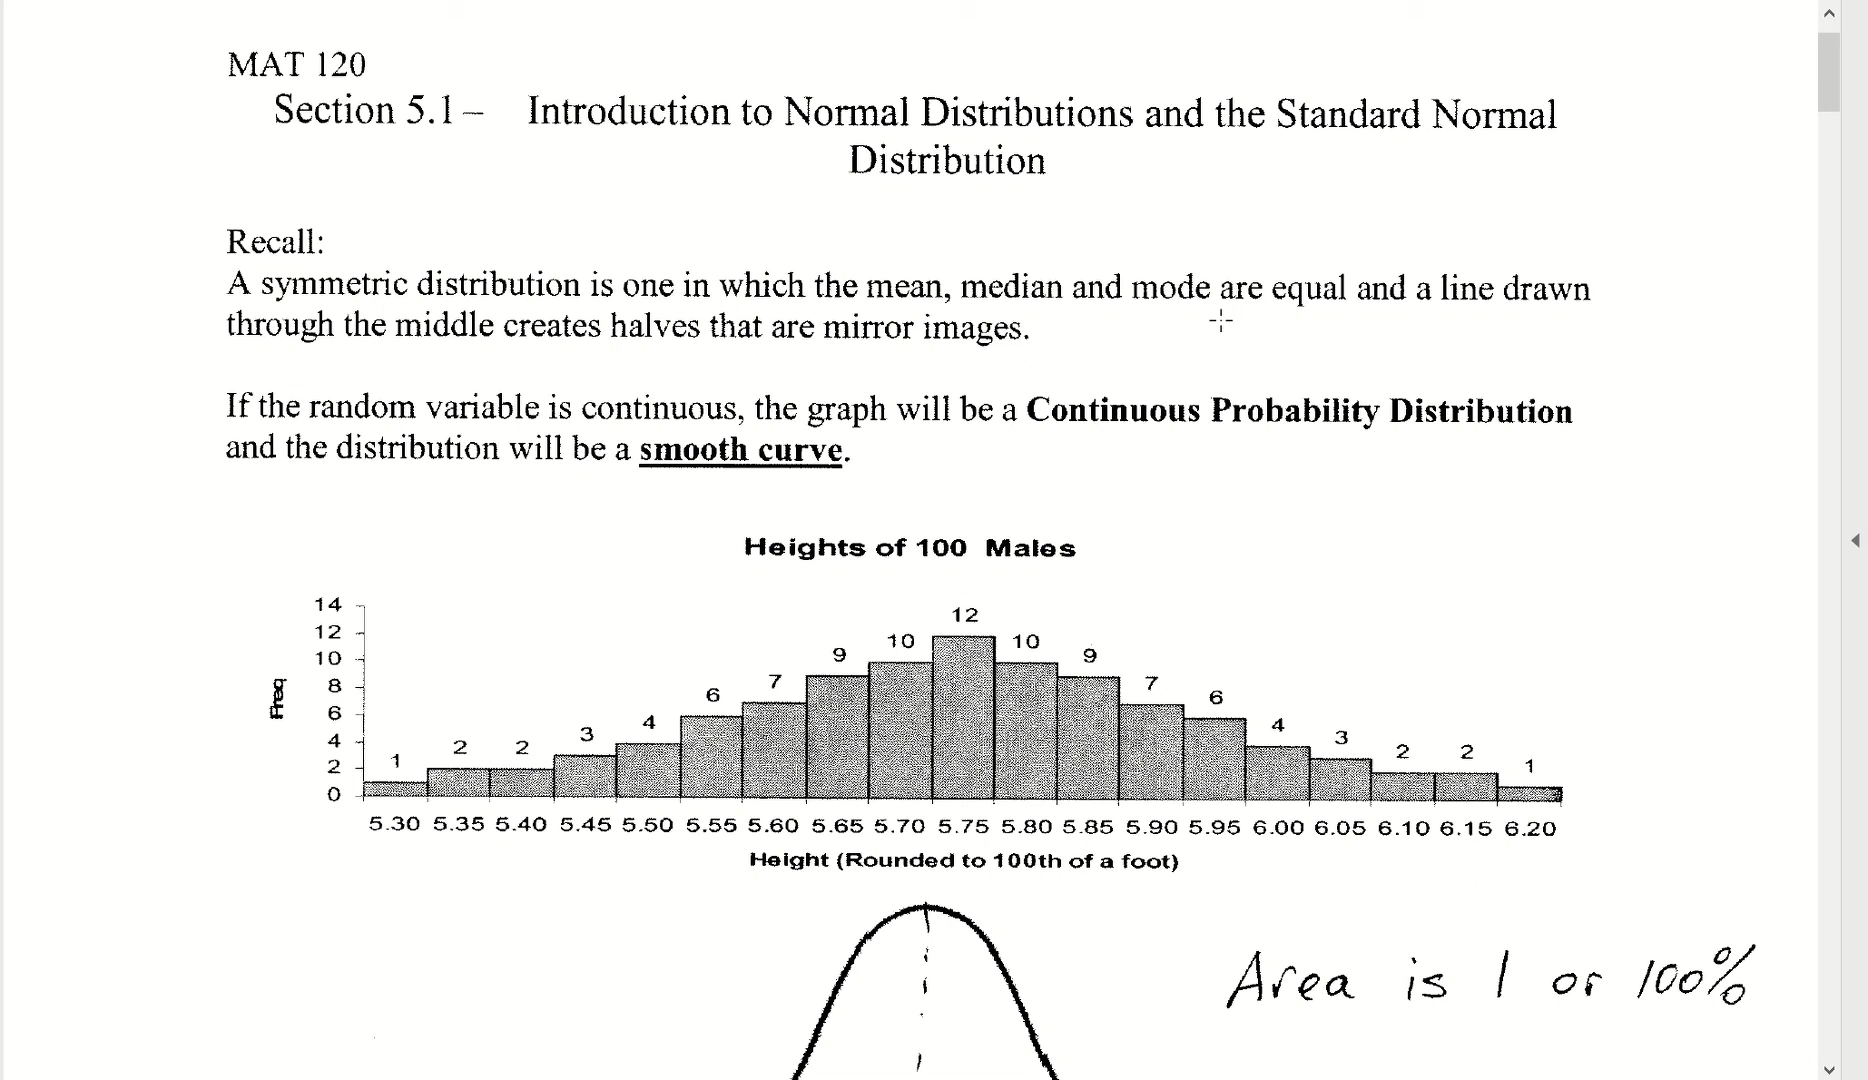 MAT 120
Section 5.1 – Introduction to Normal Distributions and the Standard Normal
Distribution
Recall:
A symmetric distribution is one in which the mean, median and mode are equal and a line drawn
through the middle creates halves that are mirror images.
If the random variable is continuous, the graph will be a Continuous Probability Distribution
and the distribution will be a smooth curve.
Heights of 100 Males
14
12
10
8
6
4
2
0
Freq
1 2 2 3 4 6 7 9 10 12 10 9 7 6 4 3 2 2 1
5.30 5.35 5.40 5.45 5.50 5.55 5.60 5.65 5.70 5.75 5.80 5.85 5.90 5.95 6.00 6.05 6.10 6.15 6.20
Height (Rounded to 100th of a foot)
Area is 1 or 100%